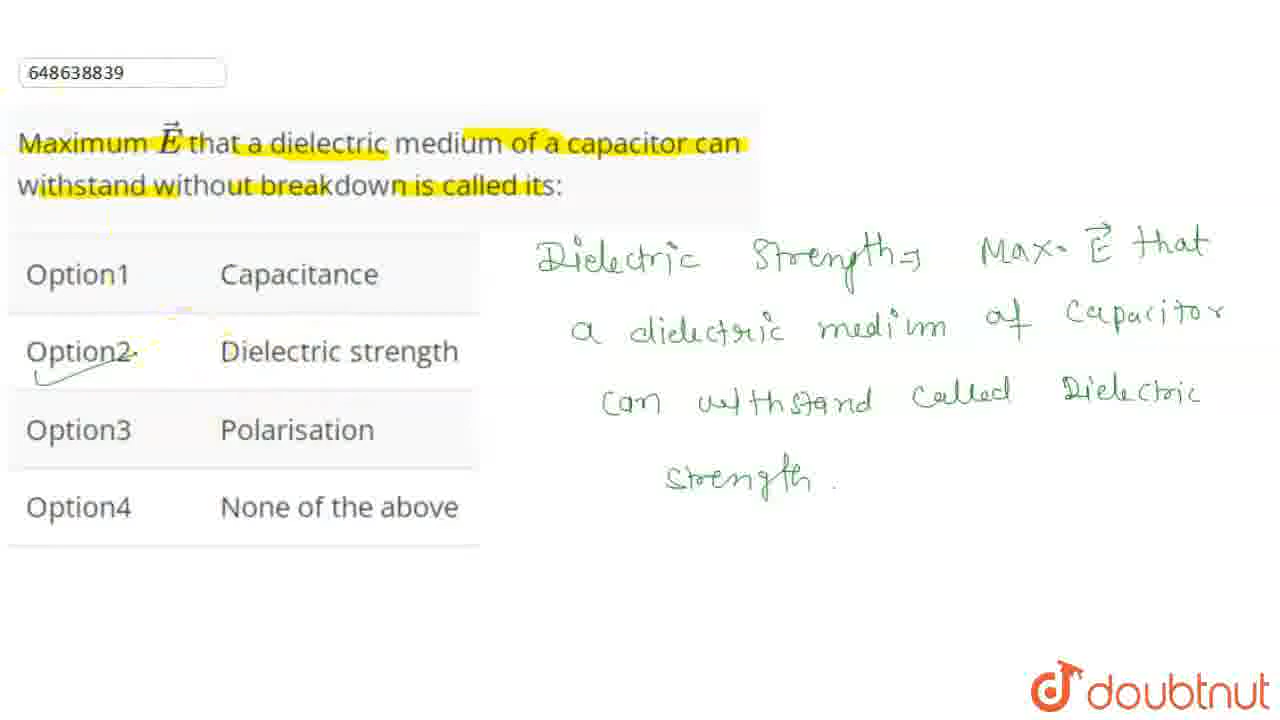 648638839
Maximum E⃗ that a dielectric medium of a capacitor can
withstand without breakdown is called its:
Option1 Capacitance
Option2 Dielectric strength
Option3 Polarisation
Option4 None of the above
Dielectric Strength ⇒ Max. E⃗ that
a dielectric medium of capacitor
can withstand called Dielectric
strength.
doubtnut